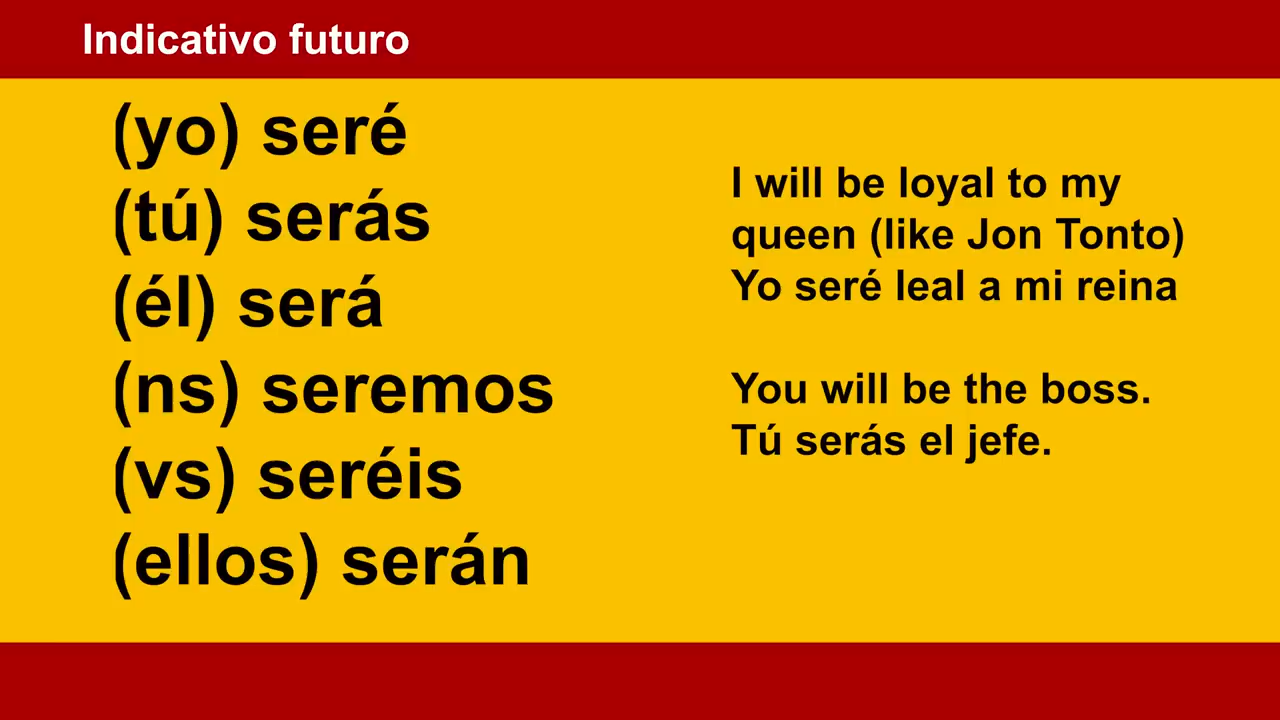 Indicativo futuro
(yo) seré
(tú) serás
(él) será
(ns) seremos
(vs) seréis
(ellos) serán
I will be loyal to my
queen (like Jon Tonto)
Yo seré leal a mi reina
You will be the boss.
Tú serás el jefe.